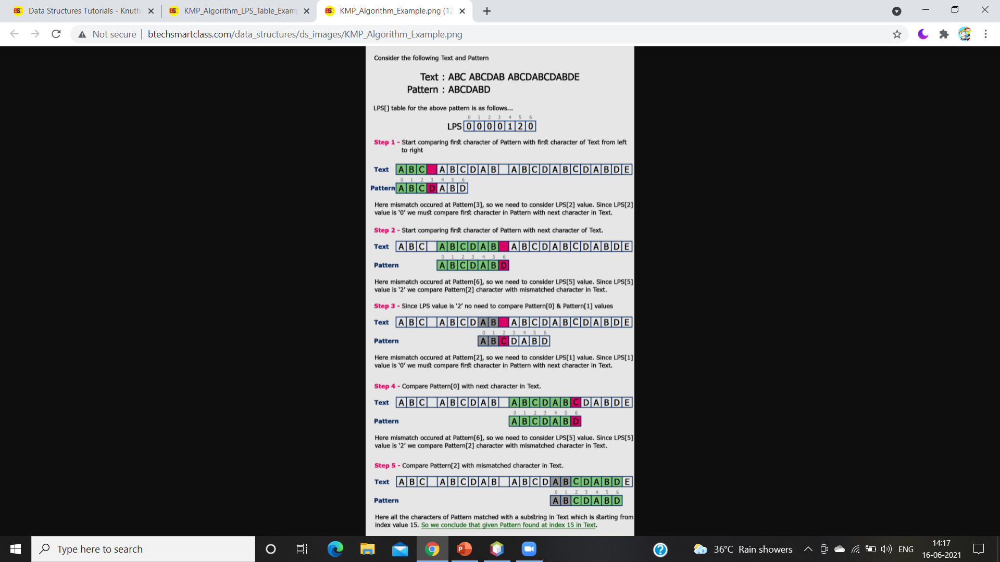 Data Structures Tutorials - Knuth-
KMP_Algorithm_LPS_Table_Examp
KMP_Algorithm_Example.png (12
Not secure | btechsmartclass.com/data_structures/ds_images/KMP_Algorithm_Example.png
Consider the following Text and Pattern
Text : ABC ABCDAB ABCDABCDABDE
Pattern : ABCDABD
LPS[] table for the above pattern is as follows...
0 1 2 3 4 5 6
LPS 0 0 0 0 1 2 0
Step 1 - Start comparing first character of Pattern with first character of Text from left
to right
Text A B C A B C D A B A B C D A B C D A B D E
0 1 2 3 4 5 6
Pattern A B C D A B D
Here mismatch occured at Pattern[3], so we need to consider LPS[2] value. Since LPS[2]
value is ‘0’ we must compare first character in Pattern with next character in Text.
Step 2 - Start comparing first character of Pattern with next character of Text.
Text A B C A B C D A B A B C D A B C D A B D E
0 1 2 3 4 5 6
Pattern A B C D A B D
Here mismatch occured at Pattern[6], so we need to consider LPS[5] value. Since LPS[5]
value is ‘2’ we compare Pattern[2] character with mismatched character in Text.
Step 3 - Since LPS value is ‘2’ no need to compare Pattern[0] & Pattern[1] values
Text A B C A B C D A B A B C D A B C D A B D E
0 1 2 3 4 5 6
Pattern A B C D A B D
Here mismatch occured at Pattern[2], so we need to consider LPS[1] value. Since LPS[1]
value is ‘0’ we must compare first character in Pattern with next character in Text.
Step 4 - Compare Pattern[0] with next character in Text.
Text A B C A B C D A B A B C D A B C D A B D E
0 1 2 3 4 5 6
Pattern A B C D A B D
Here mismatch occured at Pattern[6], so we need to consider LPS[5] value. Since LPS[5]
value is ‘2’ we compare Pattern[2] character with mismatched character in Text.
Step 5 - Compare Pattern[2] with mismatched character in Text.
Text A B C A B C D A B A B C D A B C D A B D E
0 1 2 3 4 5 6
Pattern A B C D A B D
Here all the characters of Pattern matched with a substring in Text which is starting from
index value 15. So we conclude that given Pattern found at index 15 in Text.
Type here to search
36°C Rain showers
ENG
14:17
16-06-2021